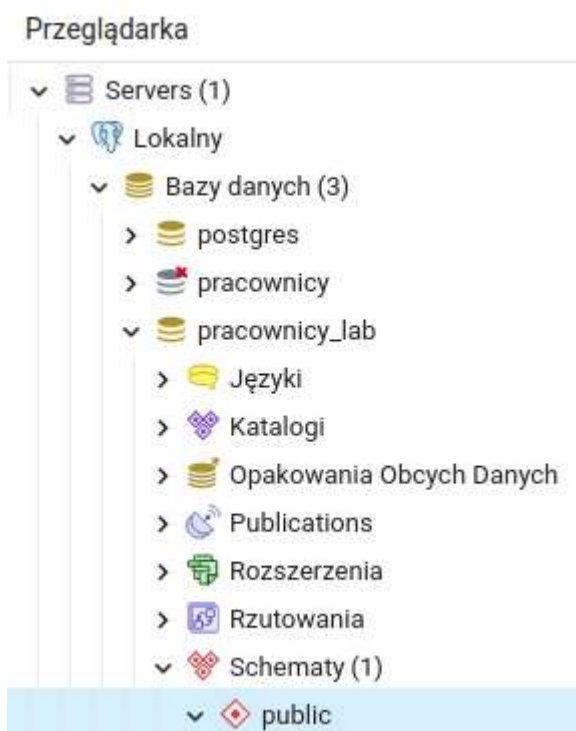 Przeglądarka
Servers (1)
Lokalny
Bazy danych (3)
postgres
pracownicy
pracownicy_lab
Języki
Katalogi
Opakowania Obcych Danych
Publications
Rozszerzenia
Rzutowania
Schematy (1)
public